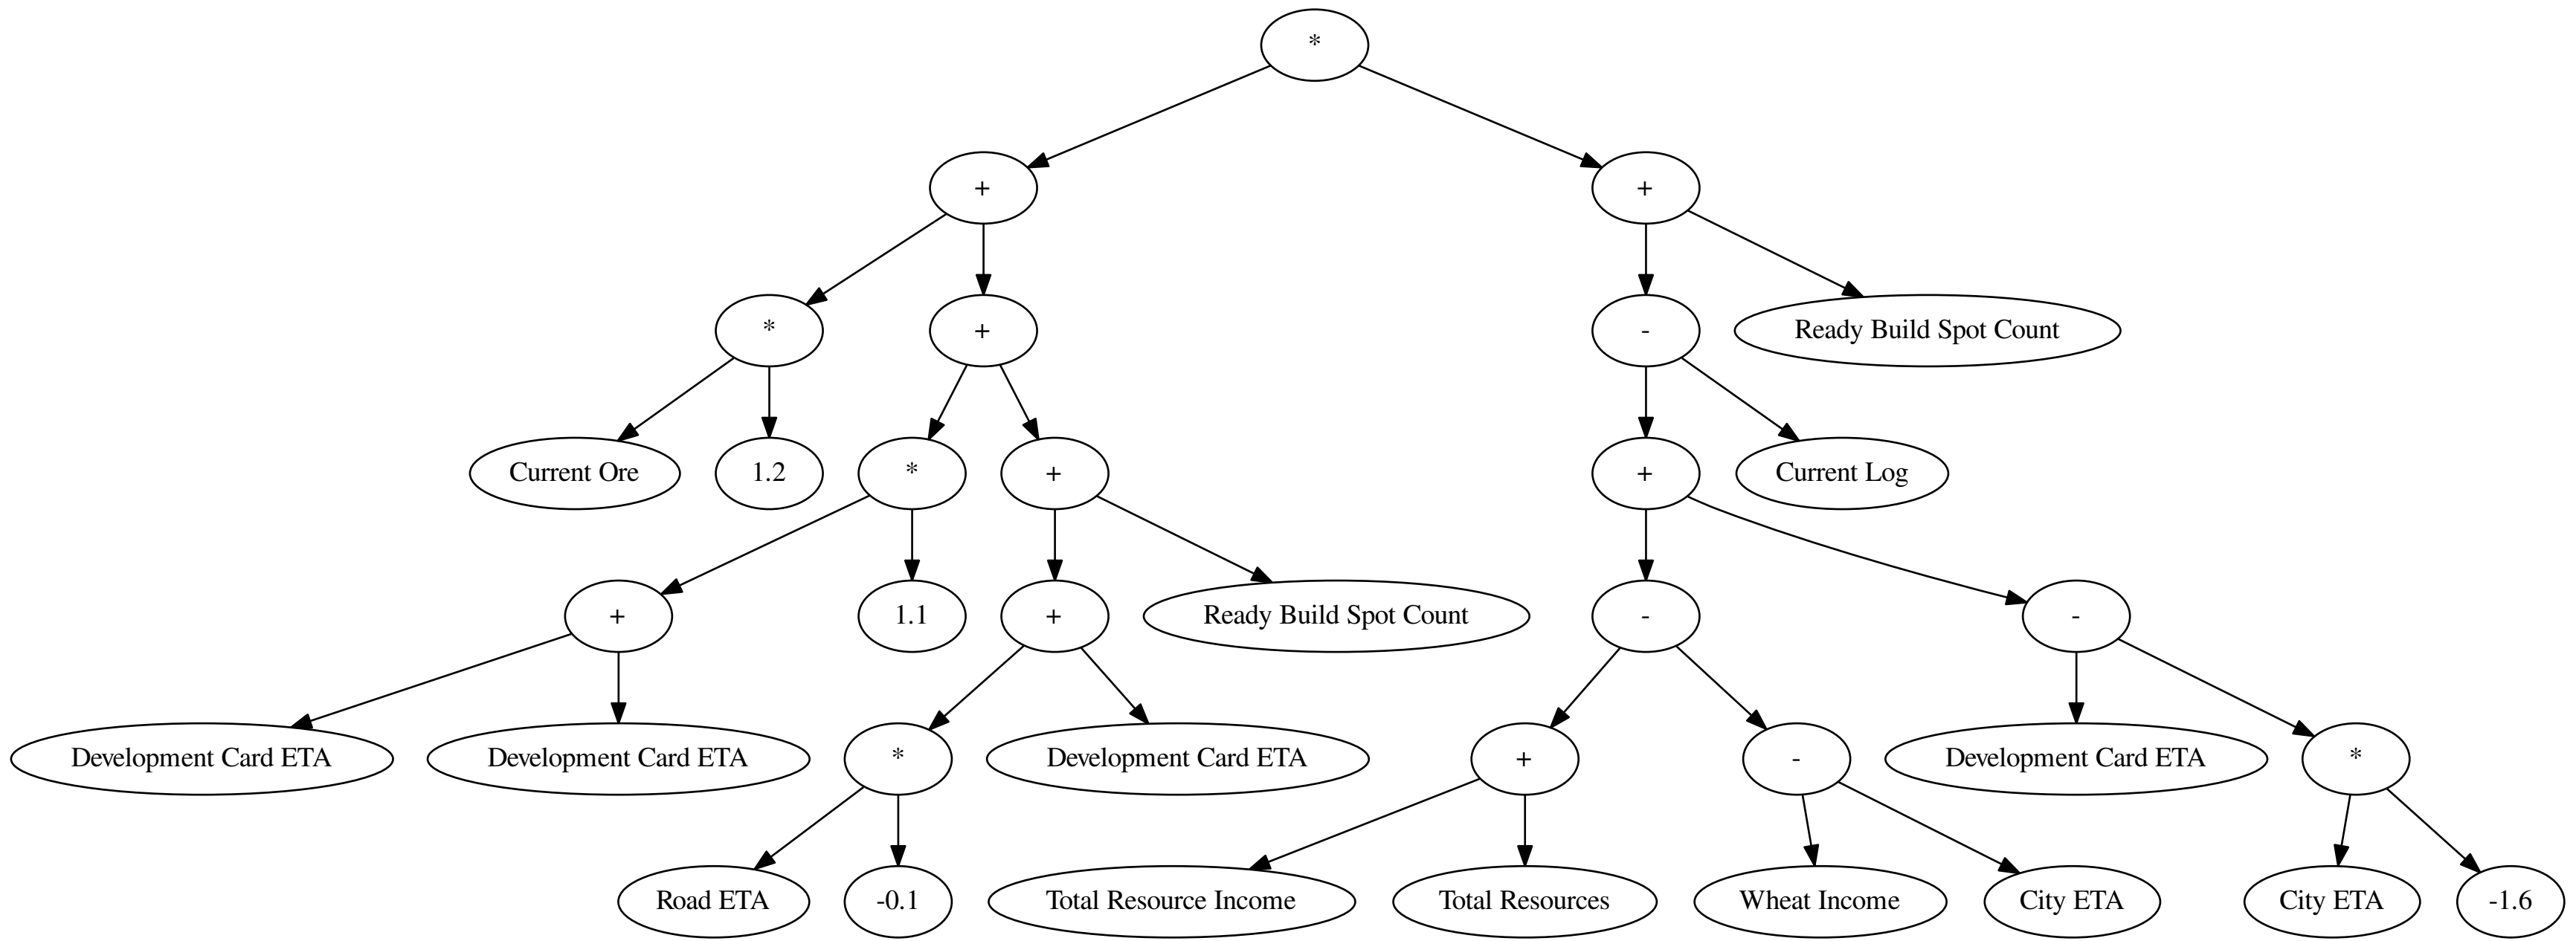 *
+
+
*
+
-
Ready Build Spot Count
Current Ore
1.2
*
+
+
Current Log
+
1.1
+
Ready Build Spot Count
-
-
Development Card ETA
Development Card ETA
*
Development Card ETA
+
-
Development Card ETA
*
Road ETA
-0.1
Total Resource Income
Total Resources
Wheat Income
City ETA
City ETA
-1.6